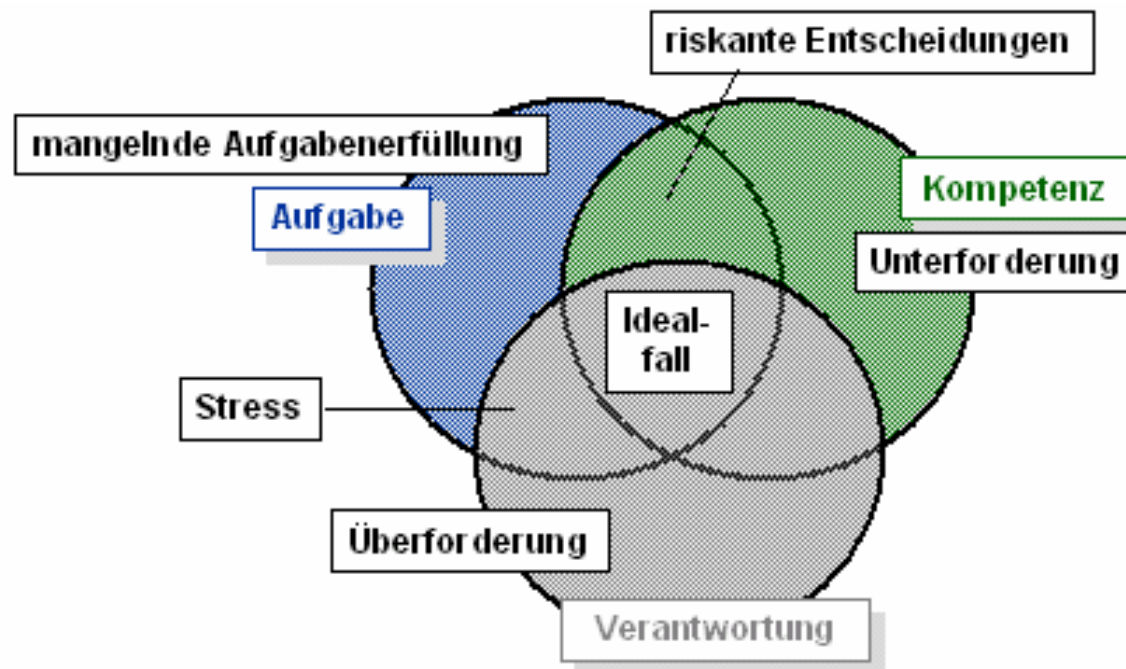 riskante Entscheidungen
mangelnde Aufgabenerfüllung
Kompetenz
Aufgabe
Unterforderung
Ideal-
fall
Stress
Überforderung
Verantwortung